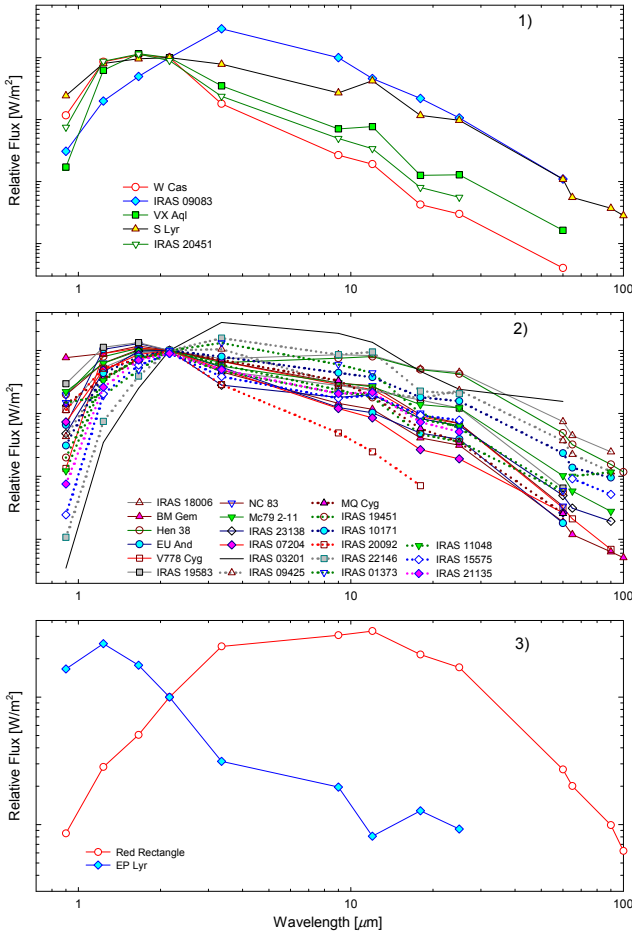 1)
Relative Flux [W/m²]
W Cas
IRAS 09083
VX Aql
S Lyr
IRAS 20451
1 10 100
2)
Relative Flux [W/m²]
IRAS 18006
BM Gem
Hen 38
EU And
V778 Cyg
IRAS 19583
NC 83
Mc79 2-11
IRAS 23138
IRAS 07204
IRAS 03201
IRAS 09425
MQ Cyg
IRAS 19451
IRAS 10171
IRAS 20092
IRAS 22146
IRAS 01373
IRAS 11048
IRAS 15575
IRAS 21135
1 10 100
3)
Relative Flux [W/m²]
Red Rectangle
EP Lyr
1 10 100
Wavelength [μm]